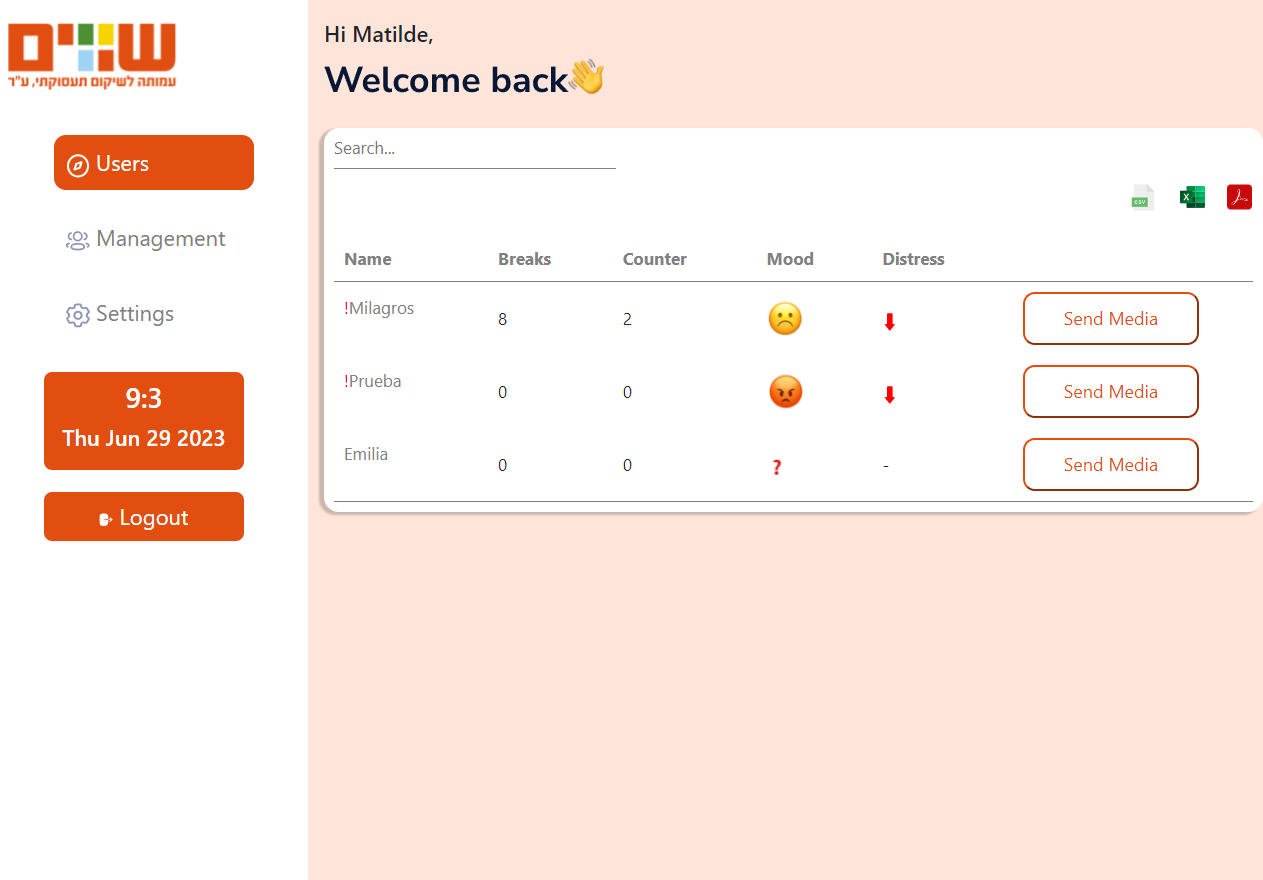 שווים
עמותה לשיקום תעסוקתי, ע"ר
Users
Management
Settings
9:3
Thu Jun 29 2023
Logout
Hi Matilde,
Welcome back👋
Search...
CSV
X
Name Breaks Counter Mood Distress
!Milagros 8 2 ☹️ ⬇ Send Media
!Prueba 0 0 😡 ⬇ Send Media
Emilia 0 0 ❓ - Send Media